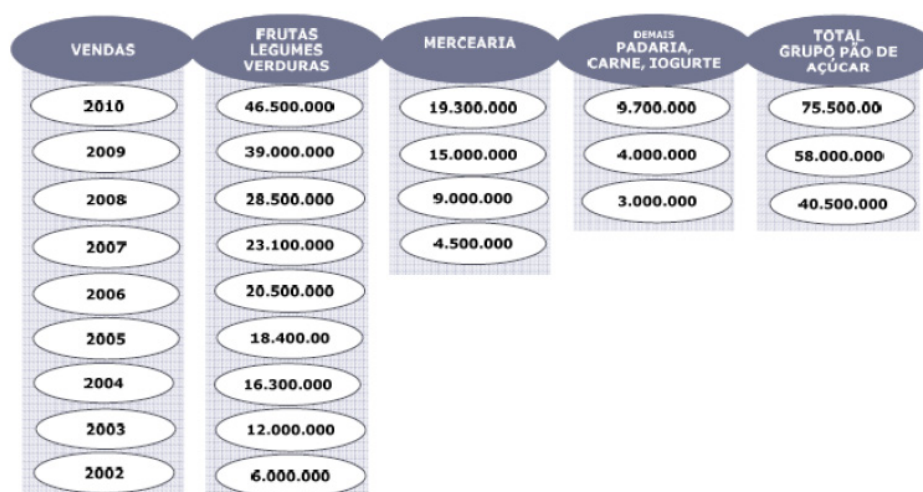 VENDAS
FRUTAS
LEGUMES
VERDURAS
MERCEARIA
DEMAIS
PADARIA,
CARNE, IOGURTE
TOTAL
GRUPO PÃO DE
AÇÚCAR
2010 46.500.000 19.300.000 9.700.000 75.500.00
2009 39.000.000 15.000.000 4.000.000 58.000.000
2008 28.500.000 9.000.000 3.000.000 40.500.000
2007 23.100.000 4.500.000
2006 20.500.000
2005 18.400.00
2004 16.300.000
2003 12.000.000
2002 6.000.000